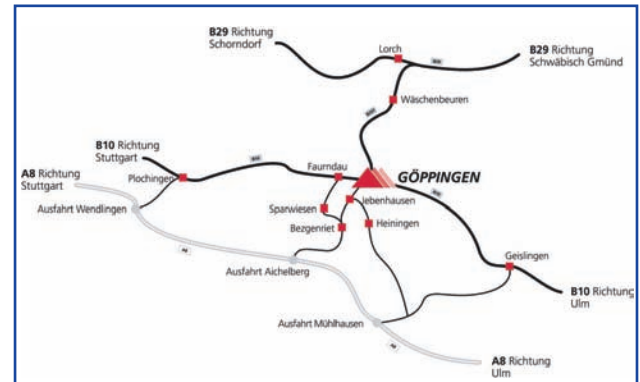 B29 Richtung
Schorndorf
Lorch
B29 Richtung
Schwäbisch Gmünd
Wäschenbeuren
B10 Richtung
Stuttgart
Faurndau
A8 Richtung
Stuttgart
Plochingen
GÖPPINGEN
Jebenhausen
Ausfahrt Wendlingen
Sparwiesen
Heiningen
Bezgenriet
Geislingen
Ausfahrt Aichelberg
B10 Richtung
Ulm
Ausfahrt Mühlhausen
A8 Richtung
Ulm